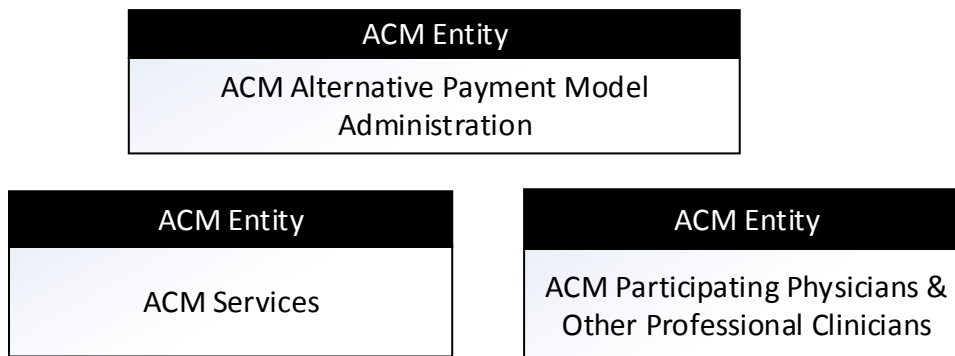 ACM Entity
ACM Alternative Payment Model
Administration
ACM Entity
ACM Services
ACM Entity
ACM Participating Physicians &
Other Professional Clinicians